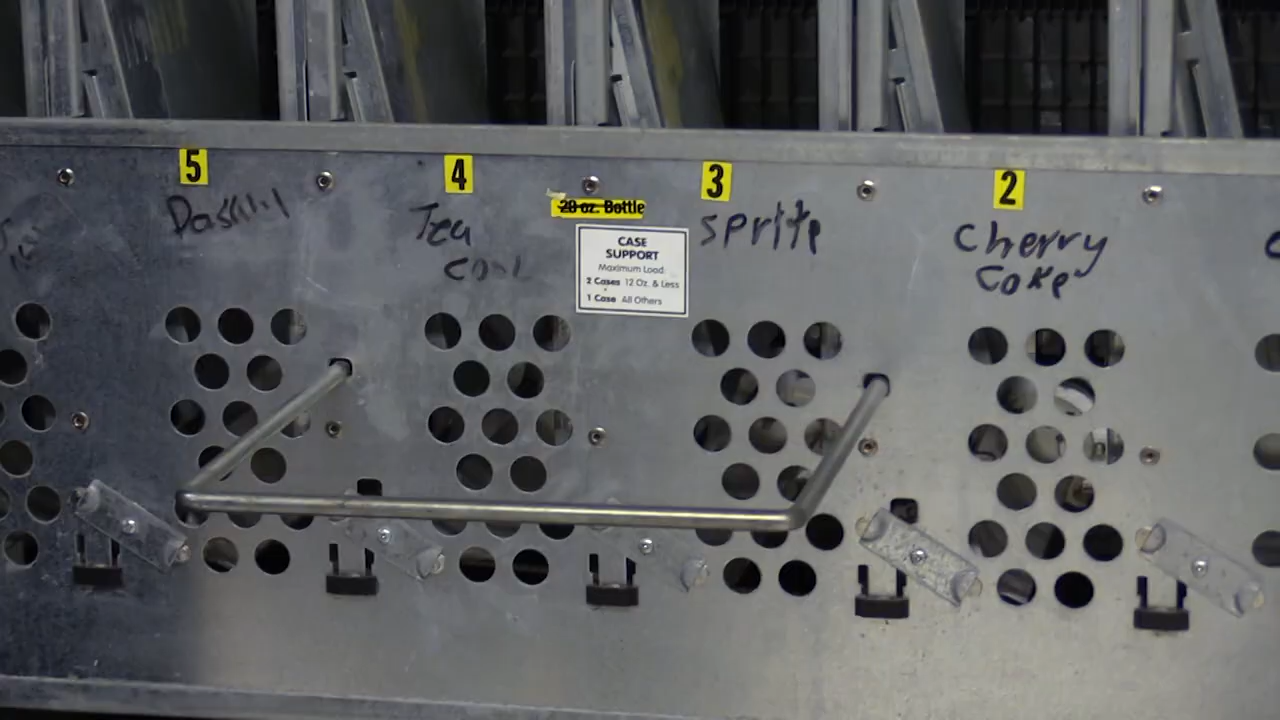 5
4
3
2
Dasani
Tea
Cool
20 oz. Bottle
CASE
SUPPORT
Maximum Load:
2 Cases 12 Oz. & Less
1 Case All Others
sprite
Cherry
Coke